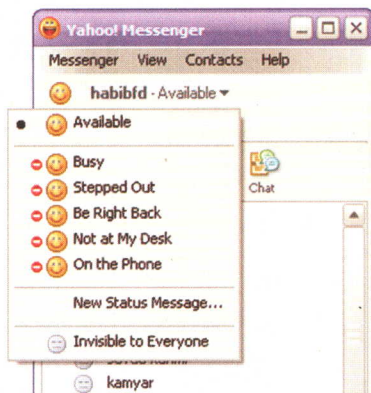 Yahoo! Messenger
Messenger View Contacts Help
habibfd - Available
Available
Busy
Stepped Out
Be Right Back
Not at My Desk
On the Phone
Chat
New Status Message...
Invisible to Everyone
kamyar